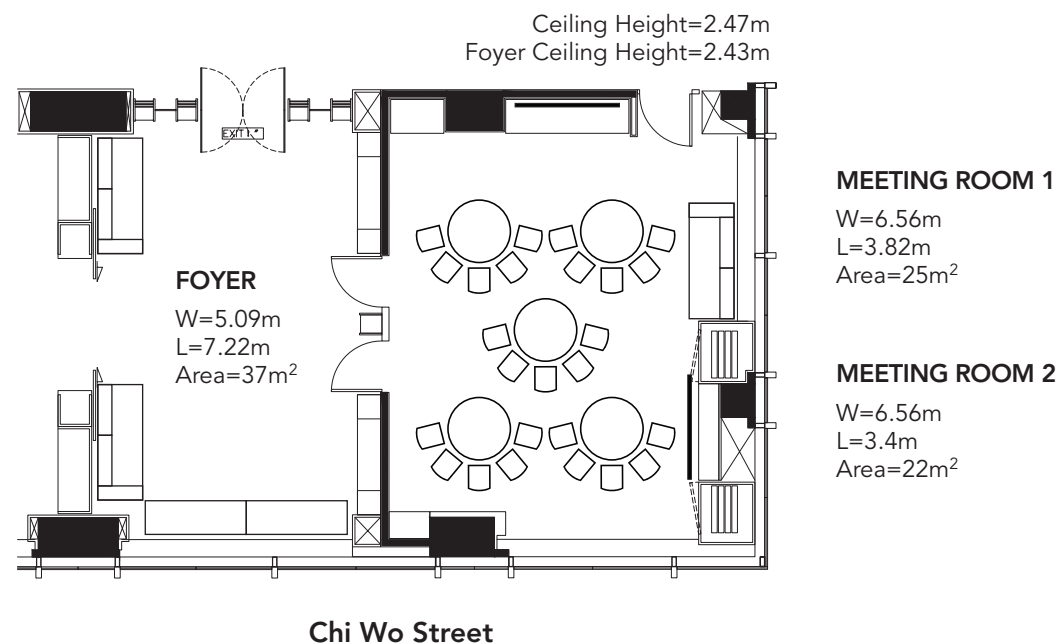 Ceiling Height=2.47m
Foyer Ceiling Height=2.43m
EXIT
FOYER
W=5.09m
L=7.22m
Area=37m²
MEETING ROOM 1
W=6.56m
L=3.82m
Area=25m²
MEETING ROOM 2
W=6.56m
L=3.4m
Area=22m²
Chi Wo Street